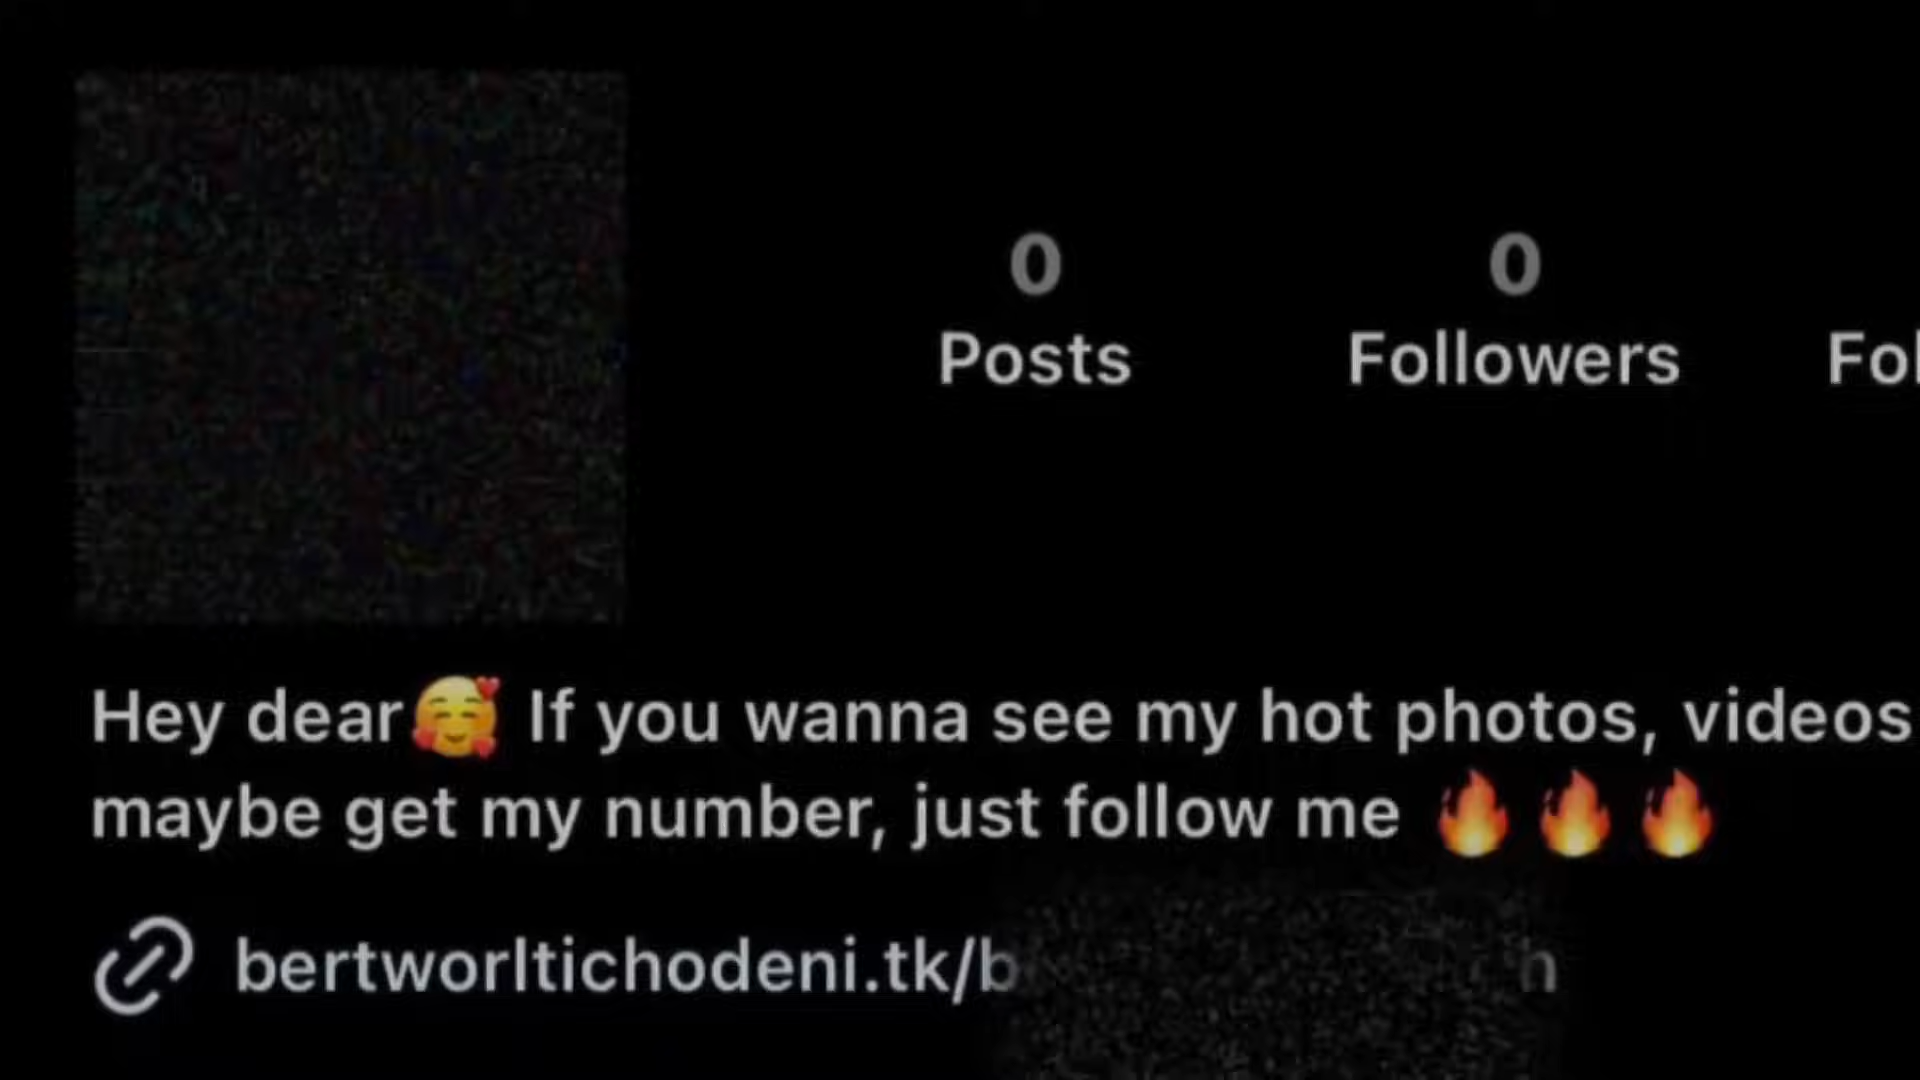 0 0
Posts Followers
Hey dear🥰 If you wanna see my hot photos, videos
maybe get my number, just follow me 🔥🔥🔥
bertworltichodeni.tk/b